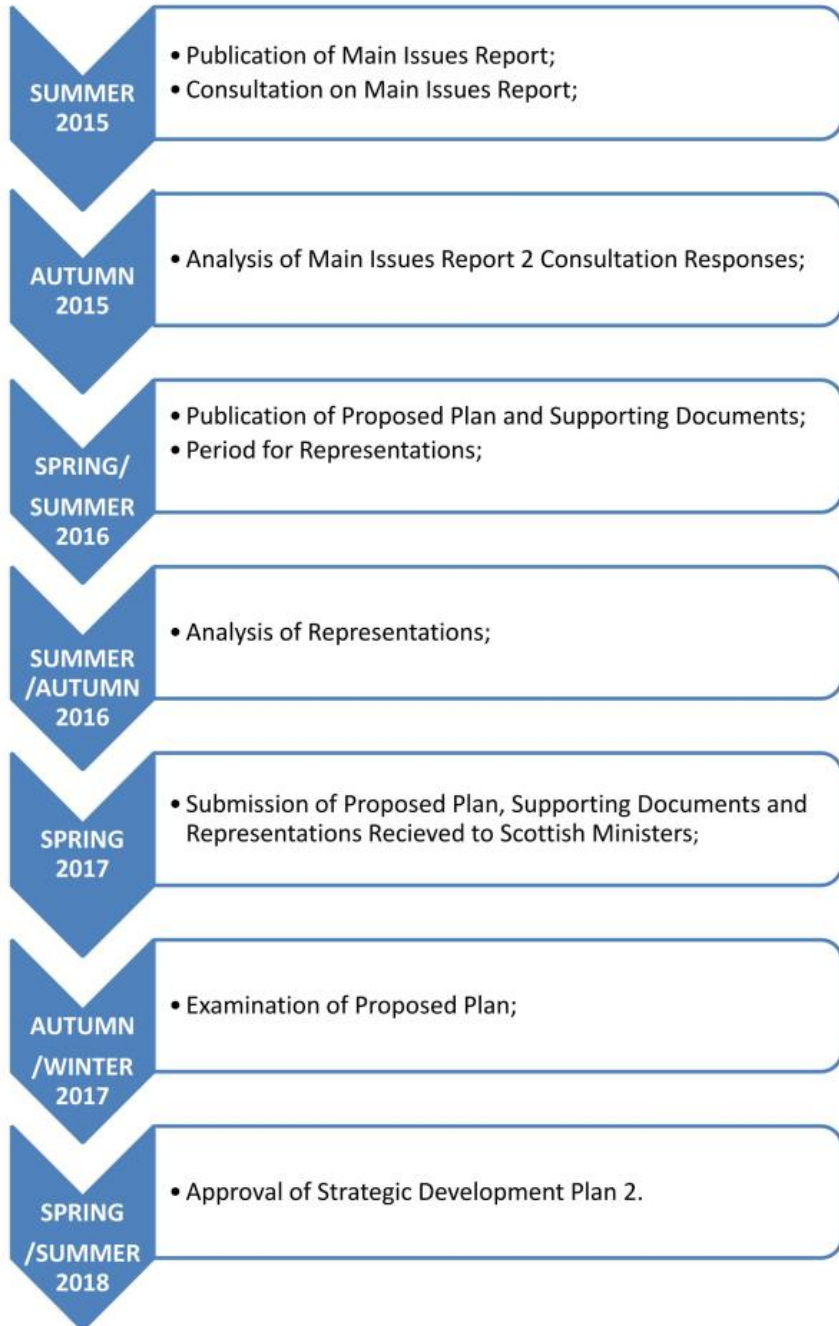 SUMMER
2015
• Publication of Main Issues Report;
• Consultation on Main Issues Report;
AUTUMN
2015
• Analysis of Main Issues Report 2 Consultation Responses;
SPRING/
SUMMER
2016
• Publication of Proposed Plan and Supporting Documents;
• Period for Representations;
SUMMER
/AUTUMN
2016
• Analysis of Representations;
SPRING
2017
• Submission of Proposed Plan, Supporting Documents and
Representations Recieved to Scottish Ministers;
AUTUMN
/WINTER
2017
• Examination of Proposed Plan;
SPRING
/SUMMER
2018
• Approval of Strategic Development Plan 2.